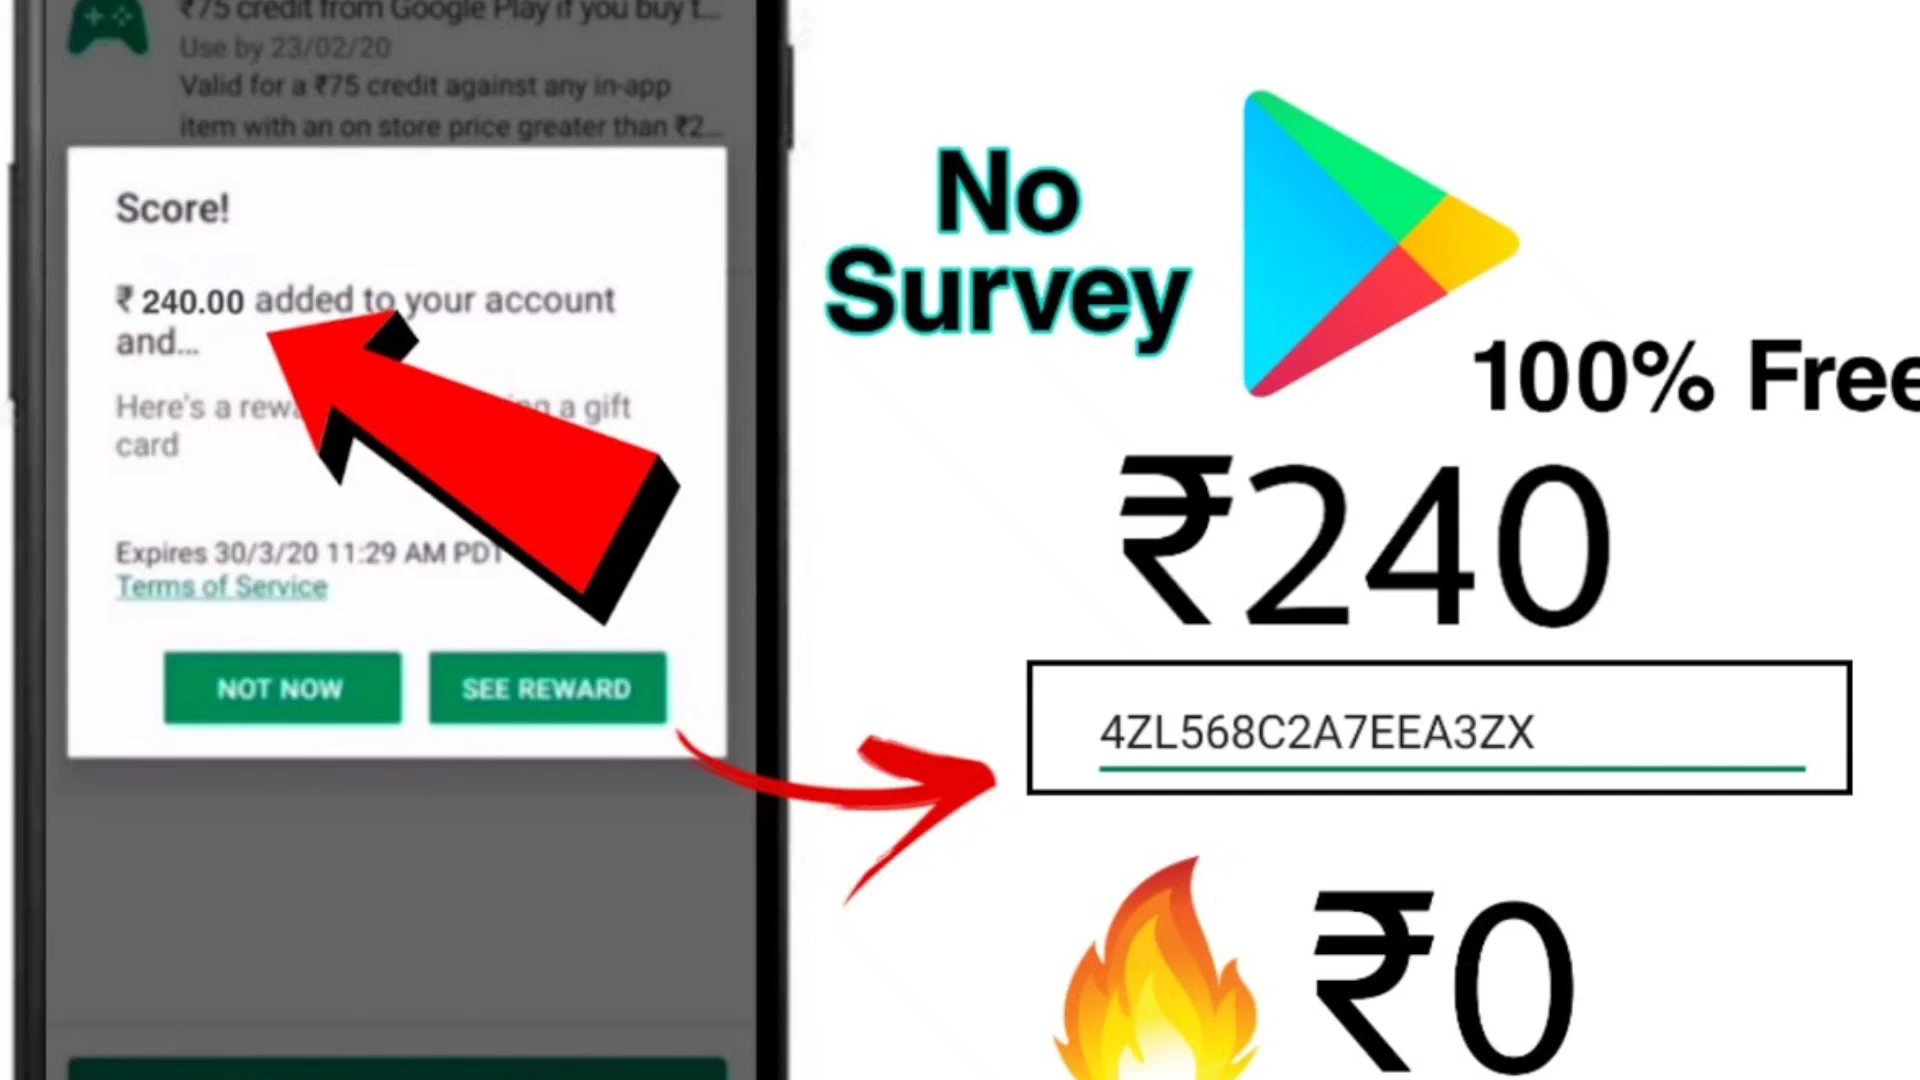 ₹75 credit from Google Play if you buy t...
Use by 23/02/20
Valid for a ₹75 credit against any in-app
item with an on store price greater than ₹2...
Score!
₹ 240.00 added to your account
and...
Here's a a gift
card
Expires 30/3/20 11:29 AM PDT
Terms of Service
NOT NOW
SEE REWARD
No
Survey
100% Free
₹240
4ZL568C2A7EEA3ZX
₹0